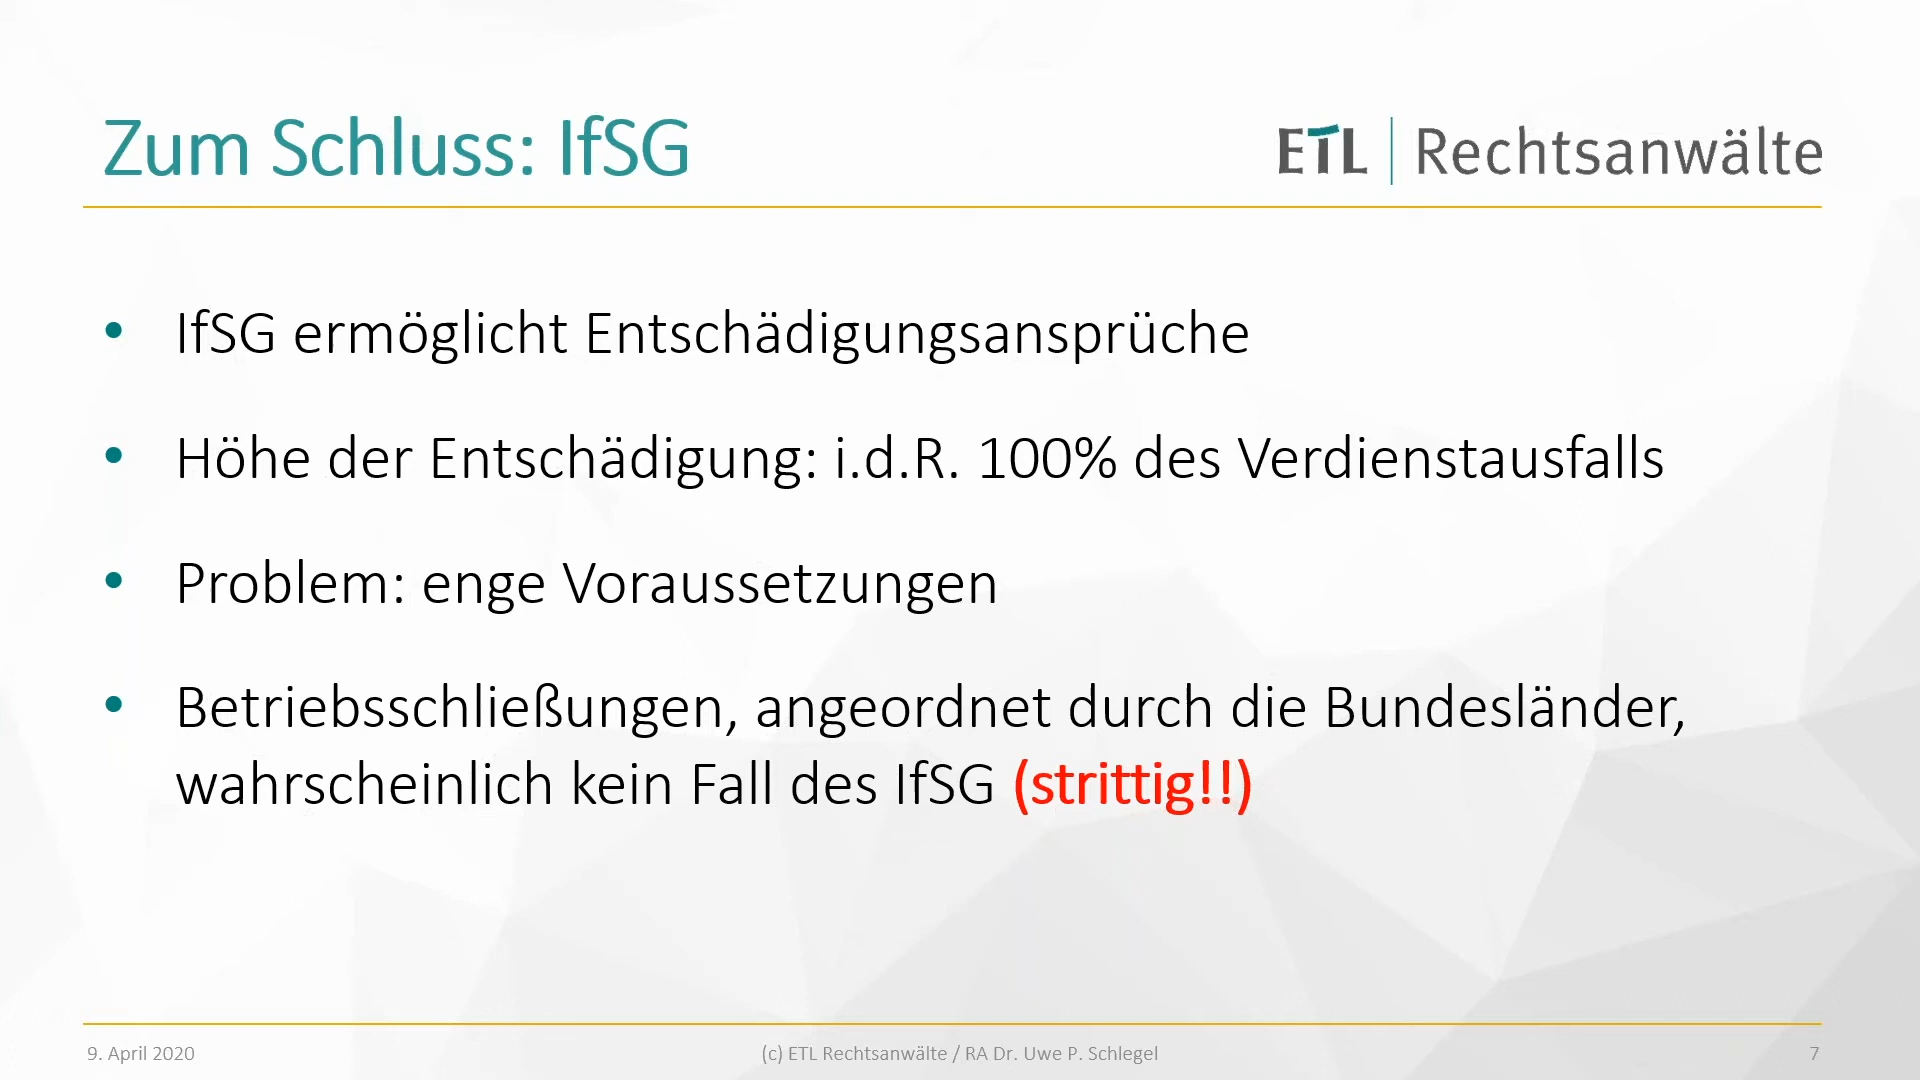 Zum Schluss: IfSG
ETL | Rechtsanwälte
• IfSG ermöglicht Entschädigungsansprüche
• Höhe der Entschädigung: i.d.R. 100% des Verdienstausfalls
• Problem: enge Voraussetzungen
• Betriebsschließungen, angeordnet durch die Bundesländer,
wahrscheinlich kein Fall des IfSG (strittig!!)
9. April 2020
(c) ETL Rechtsanwälte / RA Dr. Uwe P. Schlegel
7